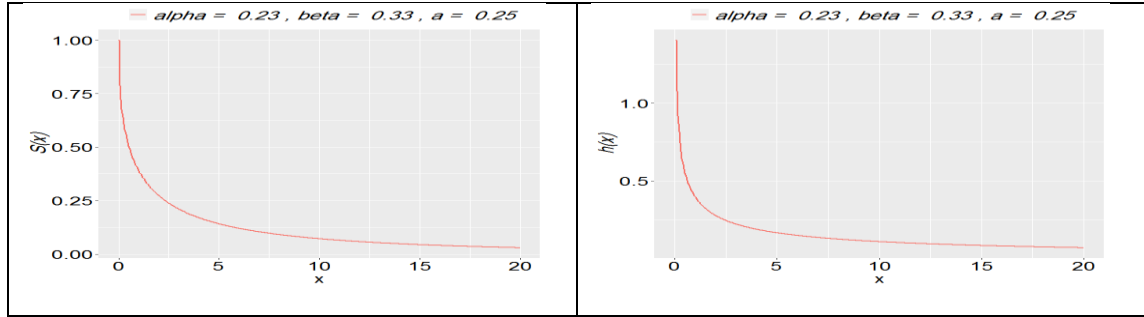 alpha = 0.23 , beta = 0.33 , a = 0.25
1.00
0.75
0.50
0.25
0.00
S(x)
0 5 10 15 20
x
alpha = 0.23 , beta = 0.33 , a = 0.25
1.0
0.5
h(x)
0 5 10 15 20
x